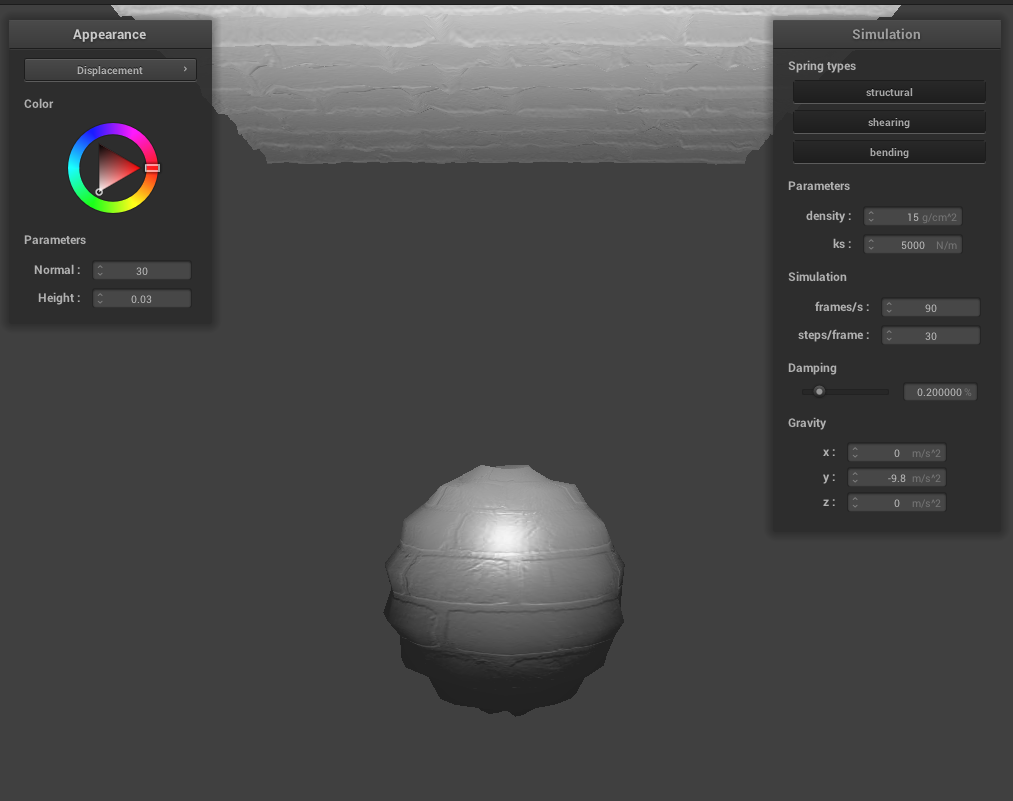 Appearance
Displacement
Color
Parameters
Normal : 30
Height : 0.03
Simulation
Spring types
structural
shearing
bending
Parameters
density : 15 g/cm^2
ks : 5000 N/m
Simulation
frames/s : 90
steps/frame : 30
Damping
0.200000 %
Gravity
x : 0 m/s^2
y : -9.8 m/s^2
z : 0 m/s^2